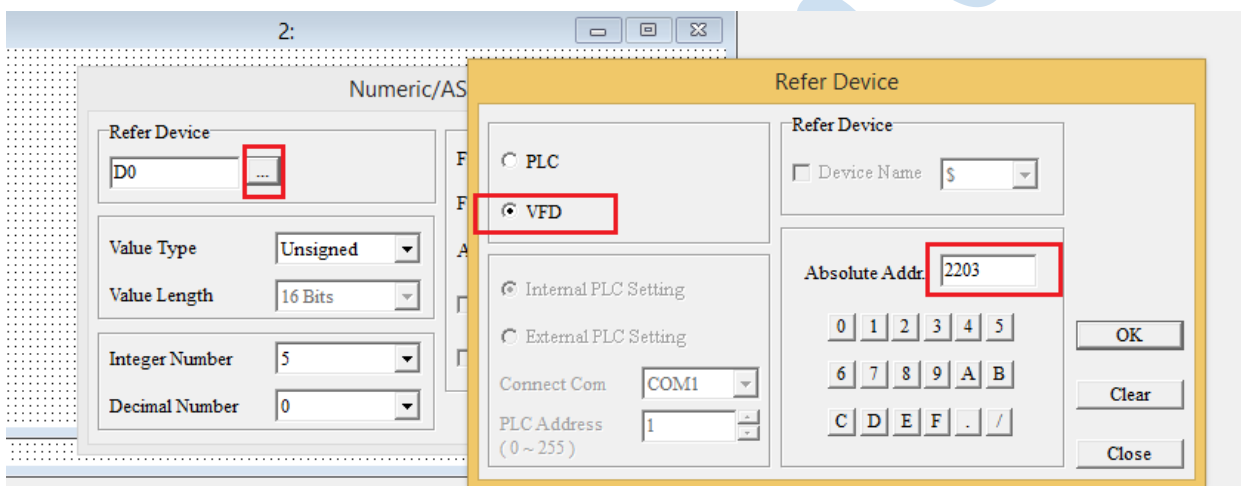 2:
Numeric/AS
Refer Device
D0
...
Value Type
Unsigned
Value Length
16 Bits
Integer Number
5
Decimal Number
0
F
F
A
Refer Device
PLC
VFD
Internal PLC Setting
External PLC Setting
Connect Com
COM1
PLC Address
1
( 0 ~ 255 )
Refer Device
Device Name
$
Absolute Addr.
2203
0 1 2 3 4 5
6 7 8 9 A B
C D E F . /
OK
Clear
Close